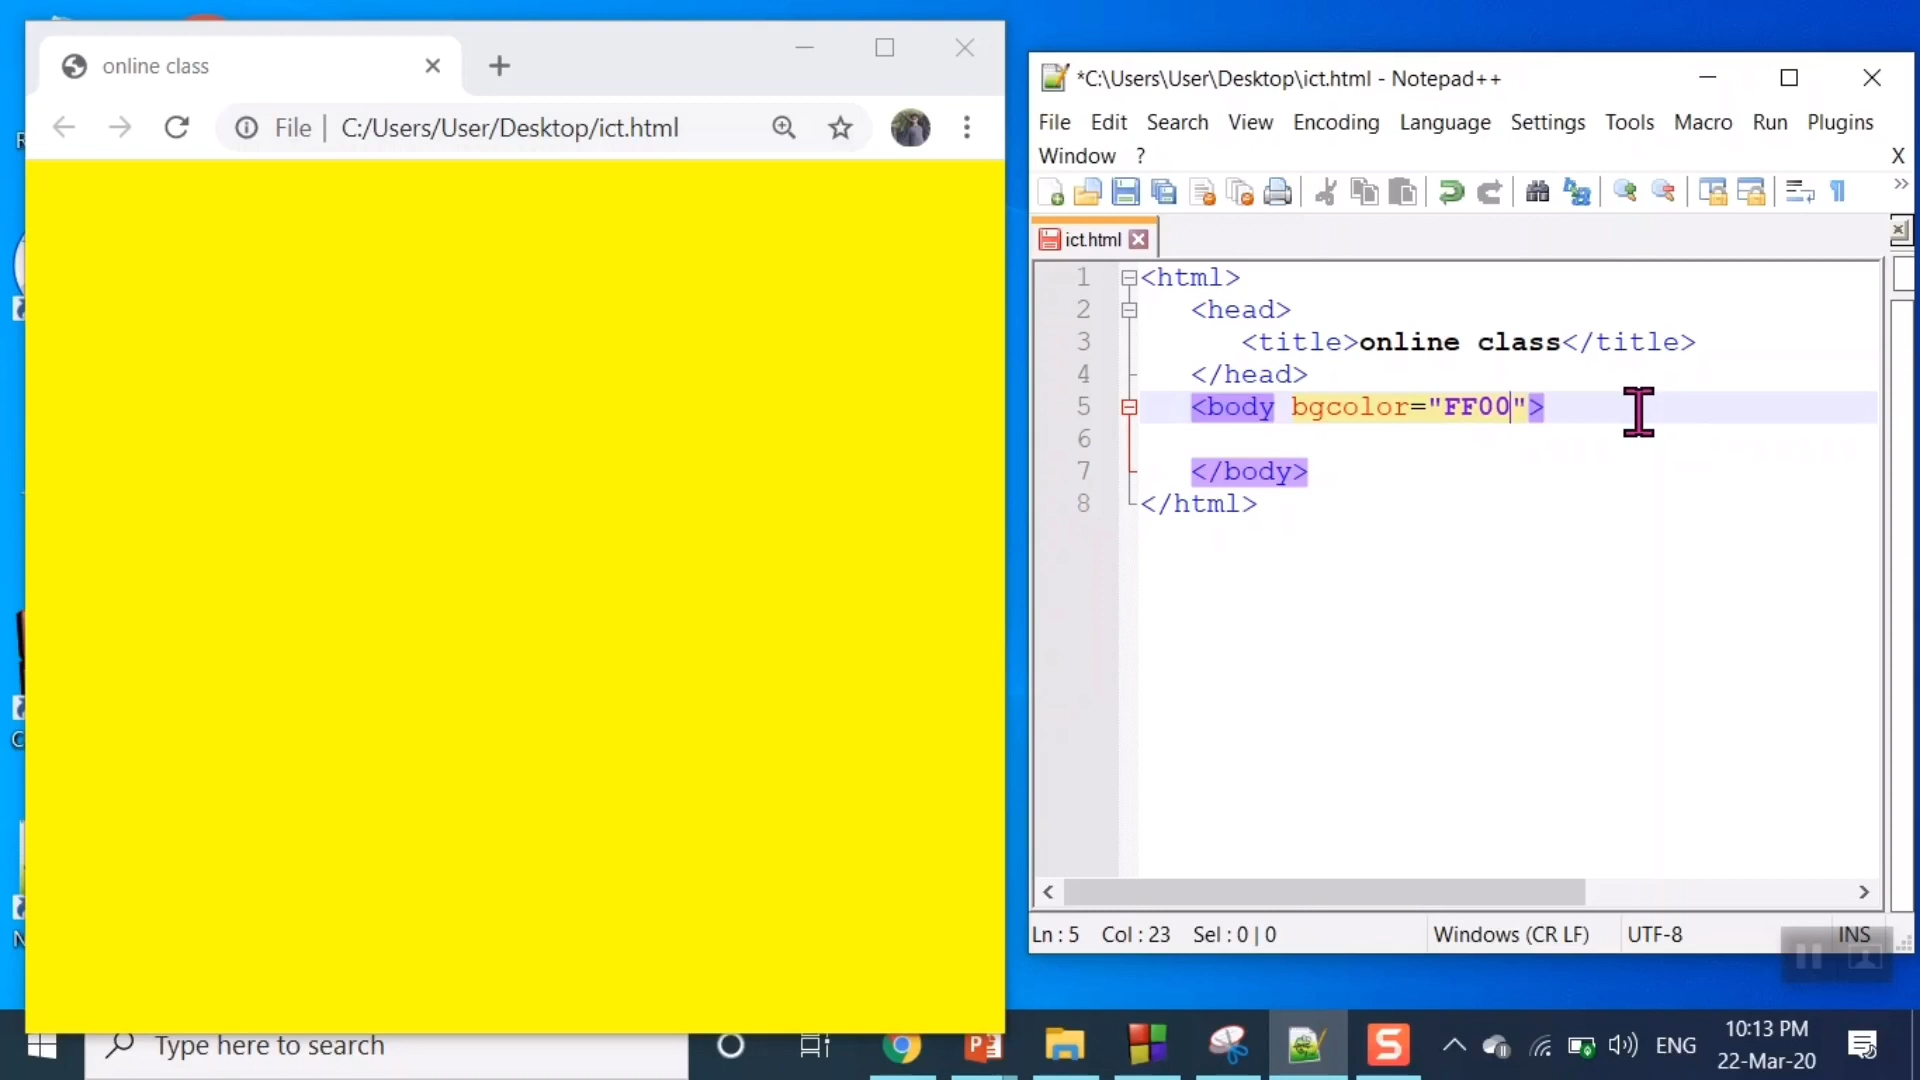 online class
File | C:/Users/User/Desktop/ict.html
*C:\Users\User\Desktop\ict.html - Notepad++
File Edit Search View Encoding Language Settings Tools Macro Run Plugins
Window ? X
ict.html
1 <html>
2 <head>
3 <title>online class</title>
4 </head>
5 <body bgcolor="FF00">
6
7 </body>
8 </html>
Ln : 5 Col : 23 Sel : 0 | 0 Windows (CR LF) UTF-8 INS
Type here to search
ENG
10:13 PM
22-Mar-20